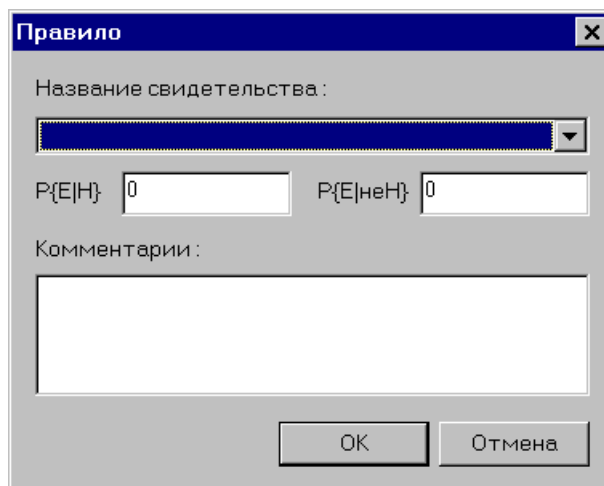 Правило
Название свидетельства:
P{E|H} 0 P{E|неH} 0
Комментарии:
OK Отмена